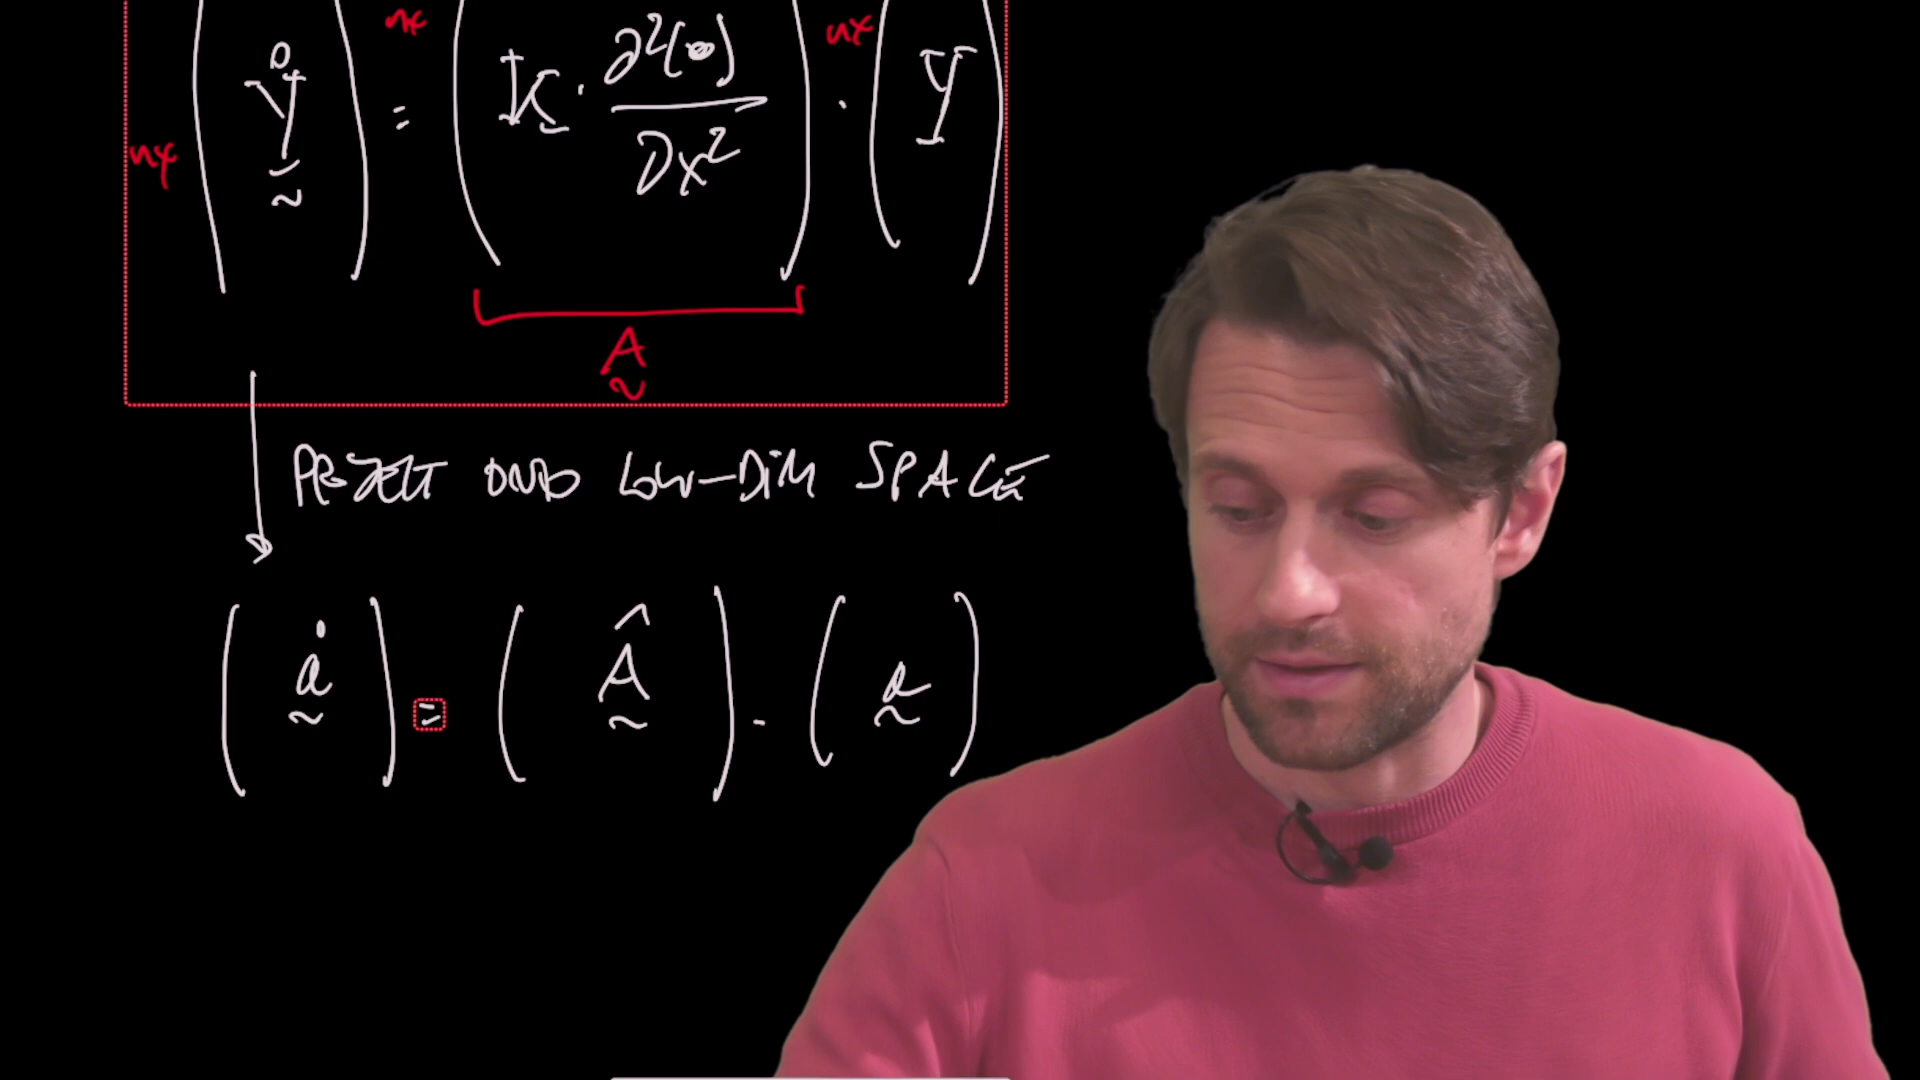 nx nx
nx ẏ = K · ∂²(•) / ∂x² · y
A
PROJECT ONTO LOW-DIM SPACE
ȧ = Â · a